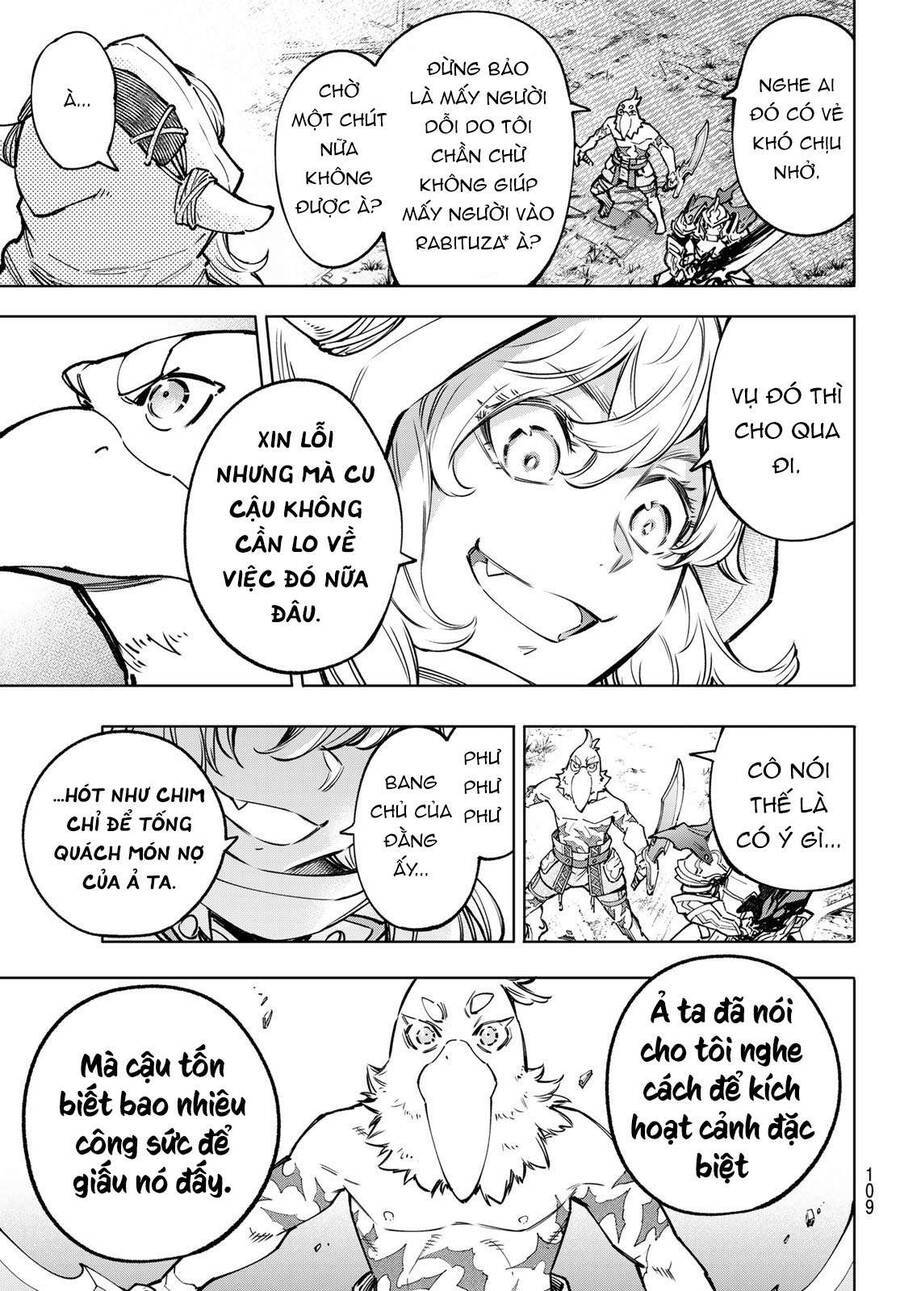 NGHE AI
ĐÓ CÓ VẺ
KHÓ CHỊU
NHỞ.
ĐỪNG BẢO
LÀ MẤY NGƯỜI
DỖI DO TÔI
CHẦN CHỪ
KHÔNG GIÚP
MẤY NGƯỜI VÀO
RABITUZA* À?
CHỜ
MỘT CHÚT
NỮA
KHÔNG
ĐƯỢC À?
À...
VỤ ĐÓ THÌ
CHO QUA
ĐI.
XIN LỖI
NHƯNG MÀ CU
CẬU KHÔNG
CẦN LO VỀ
VIỆC ĐÓ NỮA
ĐÂU.
CÔ NÓI
THẾ LÀ
CÓ Ý GÌ...
PHƯ
PHƯ
PHƯ
BANG
CHỦ CỦA
ĐẰNG
ẤY...
...HÓT NHƯ CHIM
CHỈ ĐỂ TỐNG
QUÁCH MÓN NỢ
CỦA Ả TA.
Ả ta đã nói
cho tôi nghe
cách để kích
hoạt cảnh đặc
biệt
Mà cậu tốn
biết bao nhiêu
công sức để
giấu nó đấy.
109